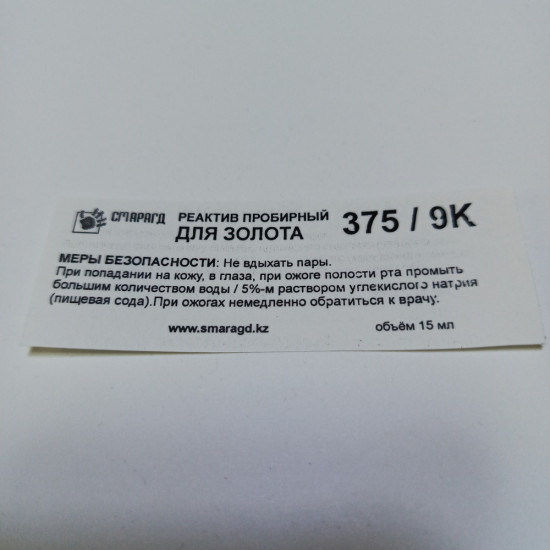 СМАРАГД РЕАКТИВ ПРОБИРНЫЙ 375 / 9К
ДЛЯ ЗОЛОТА
МЕРЫ БЕЗОПАСНОСТИ: Не вдыхать пары.
При попадании на кожу, в глаза, при ожоге полости рта промыть
большим количеством воды / 5%-м раствором углекислого натрия
(пищевая сода).При ожогах немедленно обратиться к врачу.
www.smaragd.kz объём 15 мл